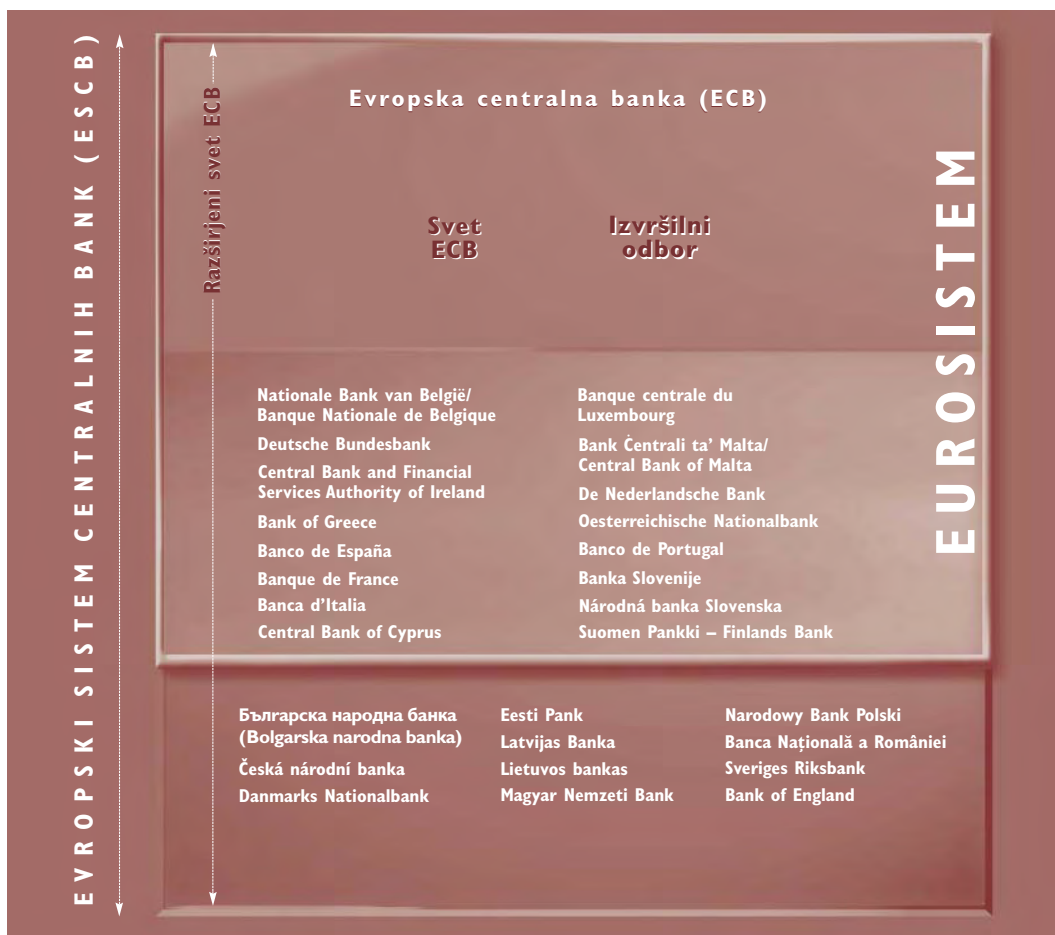 EVROPSKI SISTEM CENTRALNIH BANK (ESCB)
Razširjeni svet ECB
Evropska centralna banka (ECB)
Svet
ECB
Izvršilni
odbor
EUROSISTEM
Nationale Bank van België/
Banque Nationale de Belgique
Deutsche Bundesbank
Central Bank and Financial
Services Authority of Ireland
Bank of Greece
Banco de España
Banque de France
Banca d’Italia
Central Bank of Cyprus
Banque centrale du
Luxembourg
Bank Ċentrali ta’ Malta/
Central Bank of Malta
De Nederlandsche Bank
Oesterreichische Nationalbank
Banco de Portugal
Banka Slovenije
Národná banka Slovenska
Suomen Pankki – Finlands Bank
Българска народна банка
(Bolgarska narodna banka)
Česká národní banka
Danmarks Nationalbank
Eesti Pank
Latvijas Banka
Lietuvos bankas
Magyar Nemzeti Bank
Narodowy Bank Polski
Banca Națională a României
Sveriges Riksbank
Bank of England